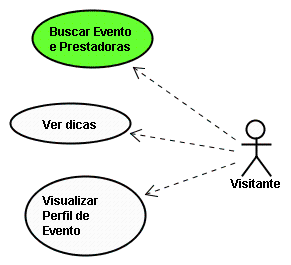 Buscar Evento
e Prestadoras
Ver dicas
Visitante
Visualizar
Perfil de
Evento